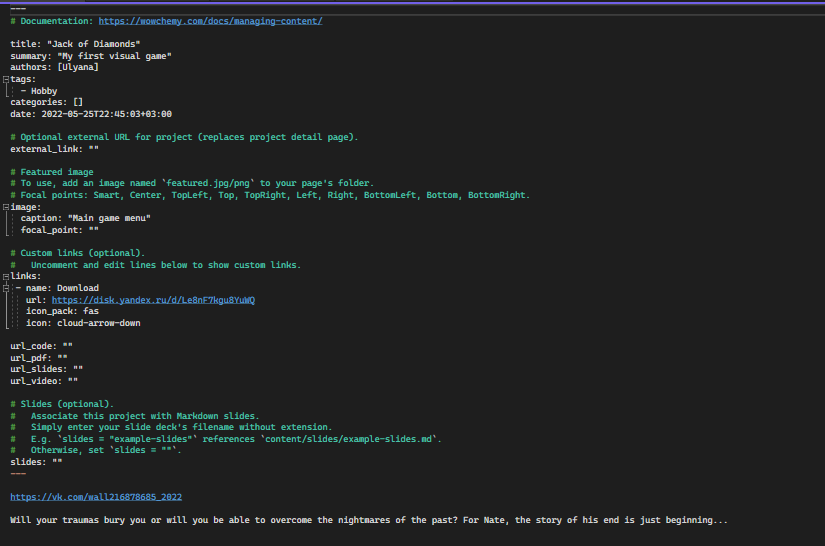 ---
# Documentation: https://wowchemy.com/docs/managing-content/
title: "Jack of Diamonds"
summary: "My first visual game"
authors: [Ulyana]
tags:
- Hobby
categories: []
date: 2022-05-25T22:45:03+03:00
# Optional external URL for project (replaces project detail page).
external_link: ""
# Featured image
# To use, add an image named `featured.jpg/png` to your page's folder.
# Focal points: Smart, Center, TopLeft, Top, TopRight, Left, Right, BottomLeft, Bottom, BottomRight.
image:
caption: "Main game menu"
focal_point: ""
# Custom links (optional).
# Uncomment and edit lines below to show custom links.
links:
- name: Download
url: https://disk.yandex.ru/d/Le8nF7kgu8YuWQ
icon_pack: fas
icon: cloud-arrow-down
url_code: ""
url_pdf: ""
url_slides: ""
url_video: ""
# Slides (optional).
# Associate this project with Markdown slides.
# Simply enter your slide deck's filename without extension.
# E.g. `slides = "example-slides"` references `content/slides/example-slides.md`.
# Otherwise, set `slides = ""`.
slides: ""
---
https://vk.com/wall216878685_2022
Will your traumas bury you or will you be able to overcome the nightmares of the past? For Nate, the story of his end is just beginning...